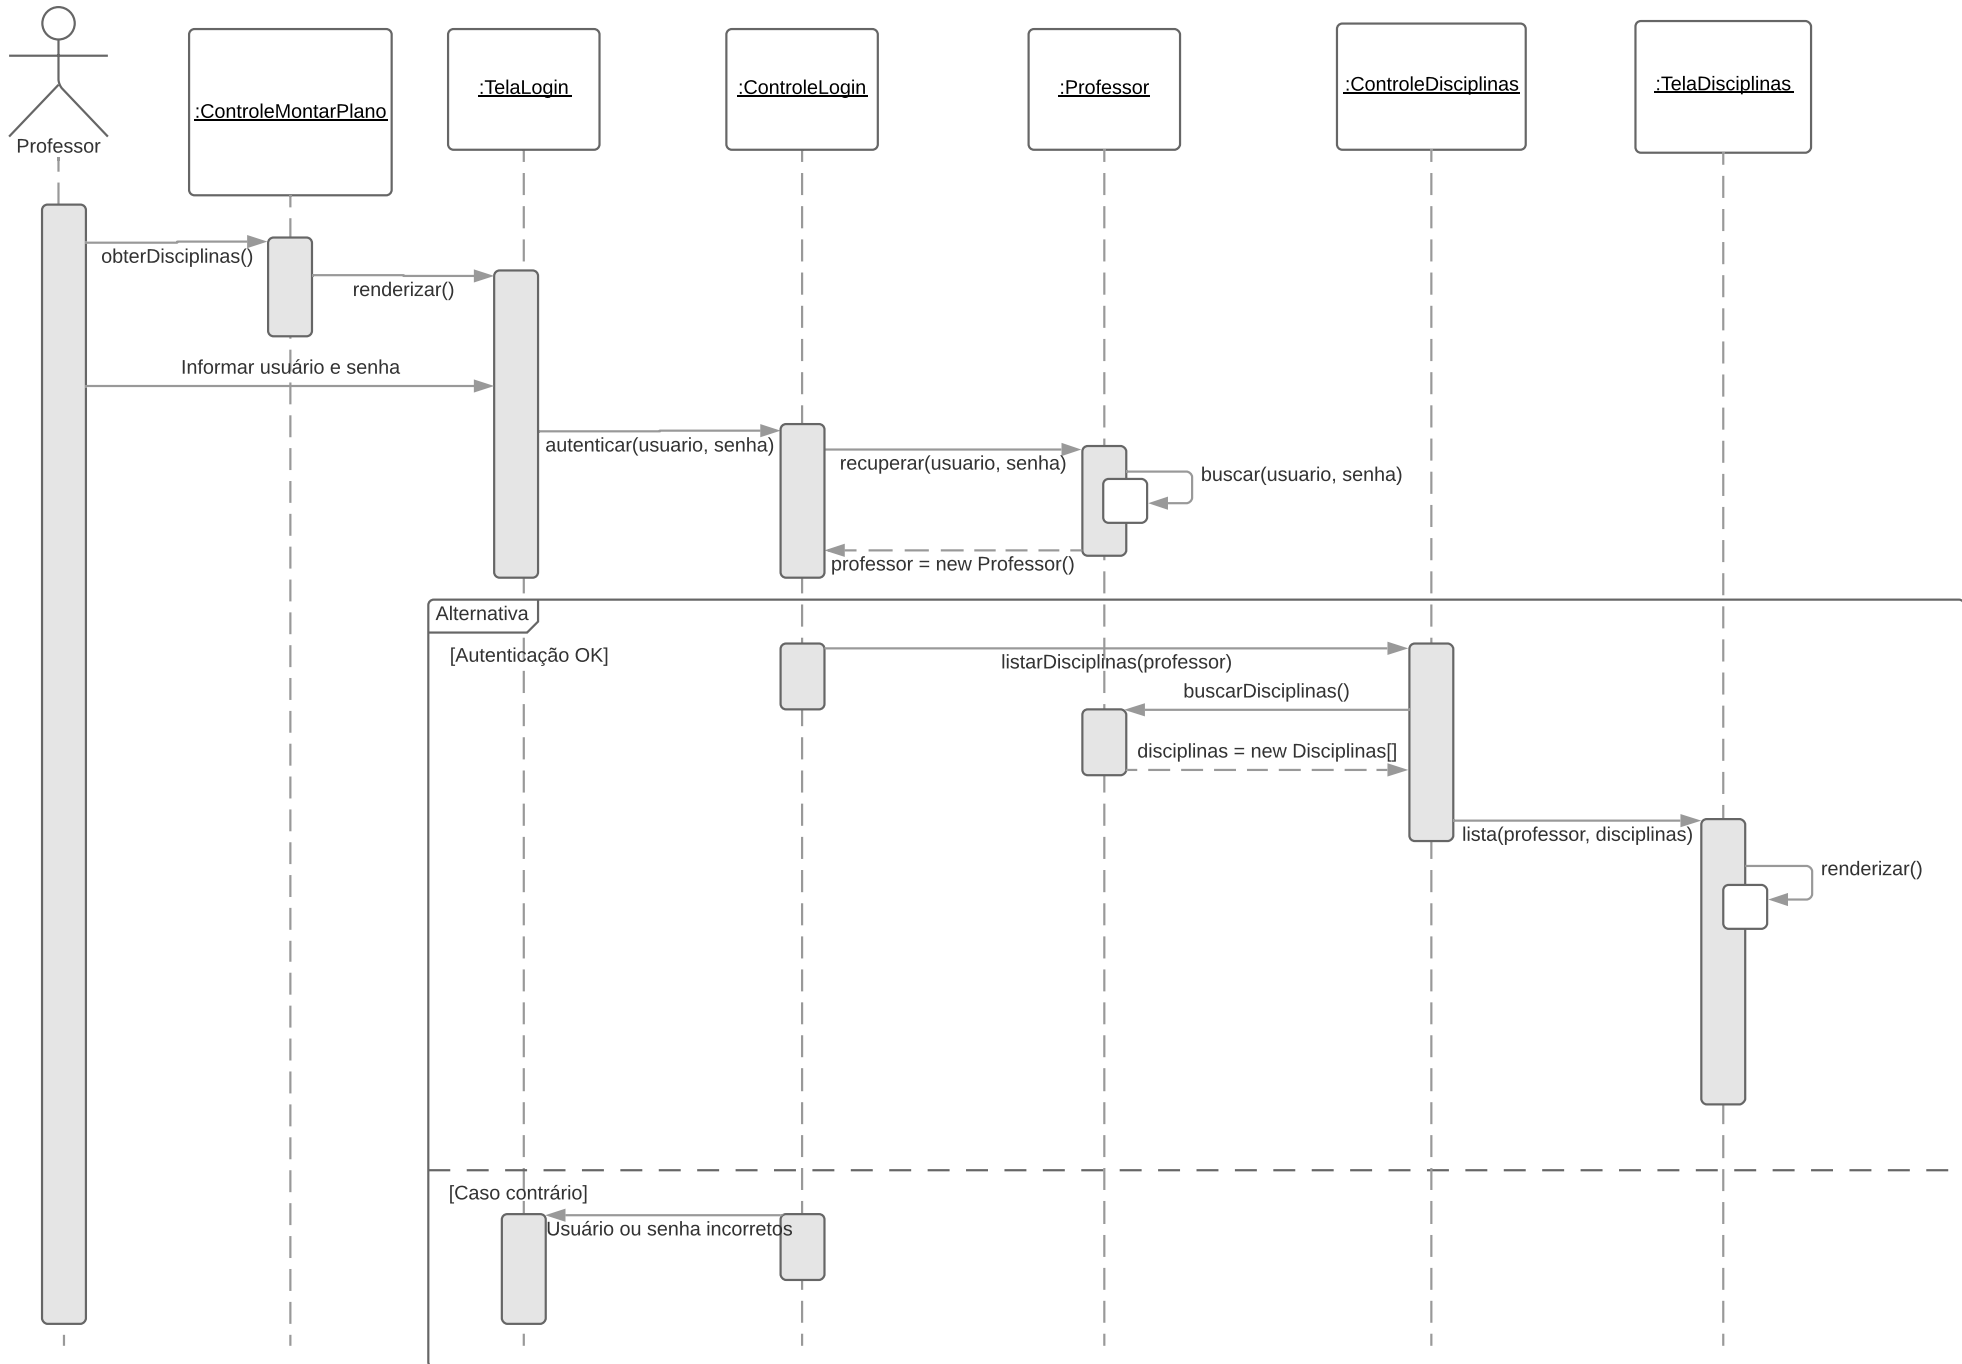 Professor
:ControleMontarPlano
:TelaLogin
:ControleLogin
:Professor
:ControleDisciplinas
:TelaDisciplinas
obterDisciplinas()
renderizar()
Informar usuário e senha
autenticar(usuario, senha)
recuperar(usuario, senha)
buscar(usuario, senha)
professor = new Professor()
Alternativa
[Autenticação OK]
listarDisciplinas(professor)
buscarDisciplinas()
disciplinas = new Disciplinas[]
lista(professor, disciplinas)
renderizar()
[Caso contrário]
Usuário ou senha incorretos